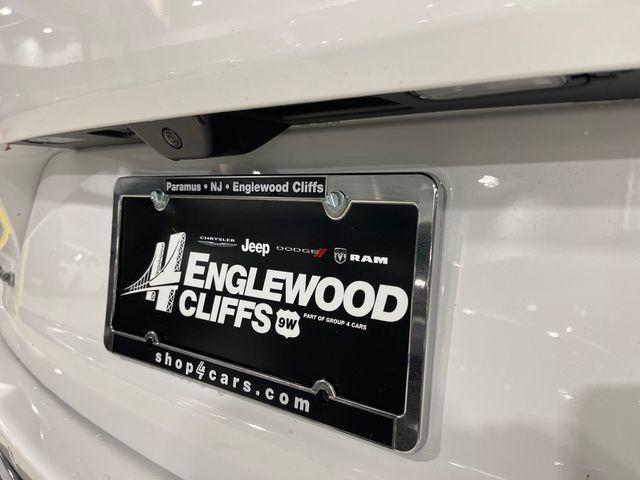 Paramus • NJ • Englewood Cliffs
CHRYSLER Jeep DODGE RAM
4 ENGLEWOOD
CLIFFS 9W PART OF GROUP 4 CARS
shop4cars.com